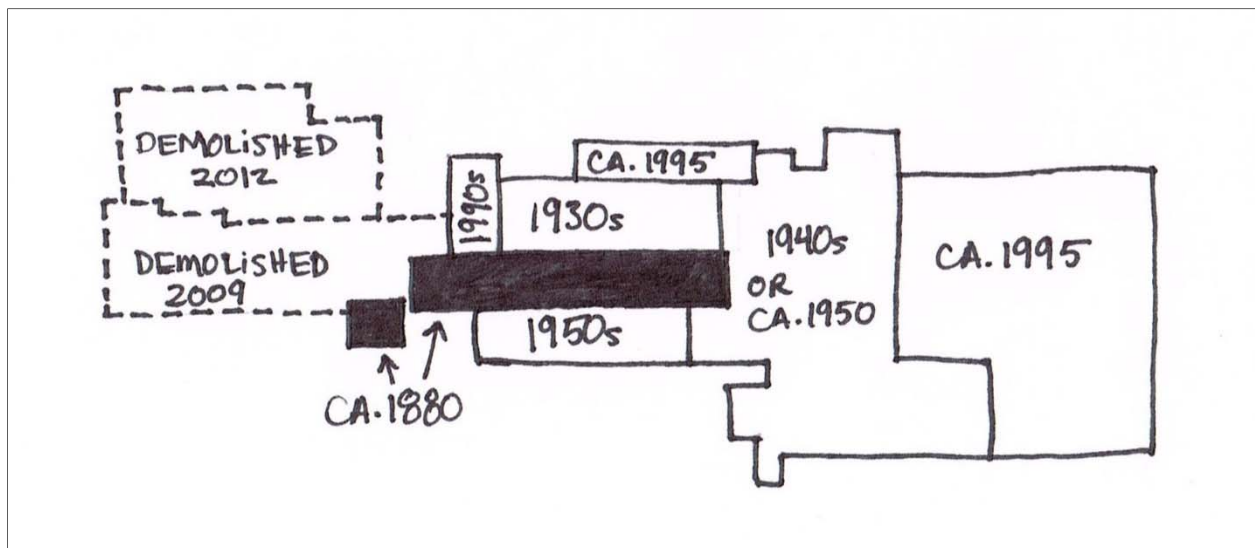 DEMOLiSHED
2012
DEMOLiSHED
2009
1990s
CA.1995
1930s
1940s
OR
CA.1950
CA.1995
1950s
CA.1880